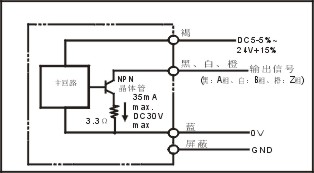 褐
DC5-5%~
24V+15%
黑、白、橙
输出信号
(黑: A相、白: B相、橙: Z相)
主回路
NPN
晶体管
35mA
max.
DC30V
max
3.3Ω
蓝
0V
屏蔽
GND